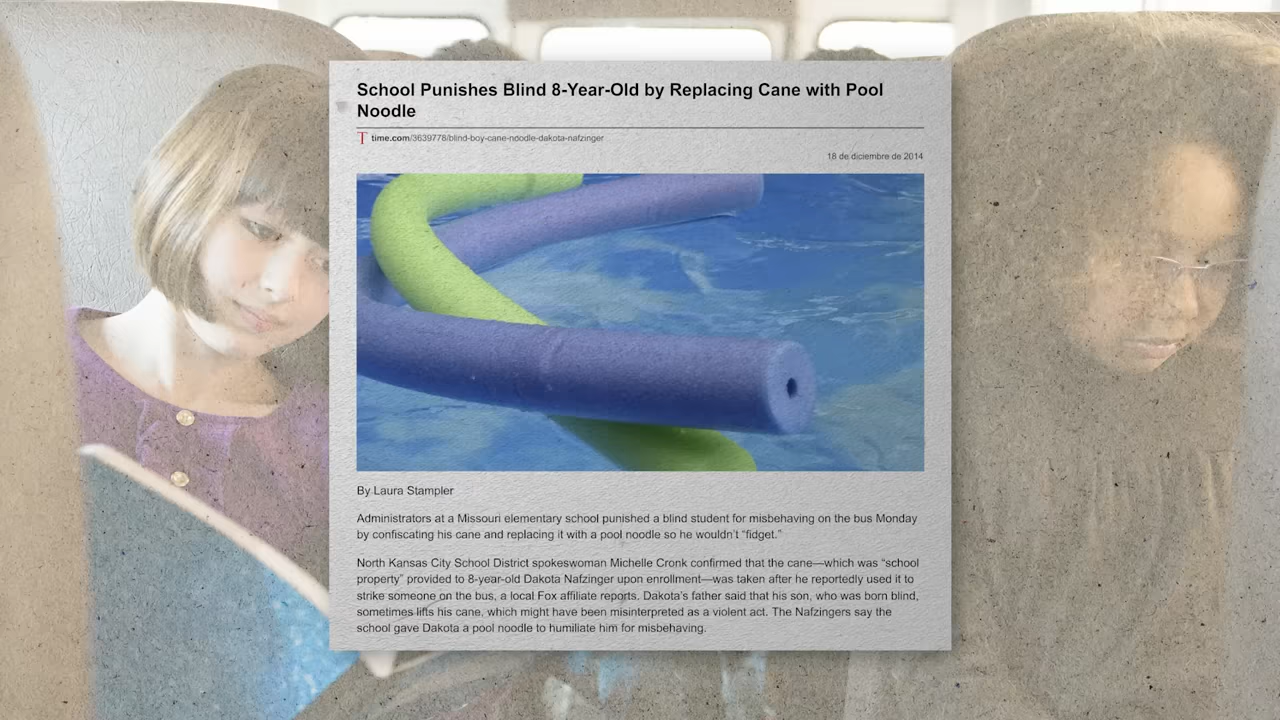 School Punishes Blind 8-Year-Old by Replacing Cane with Pool
Noodle
T time.com/3639778/blind-boy-cane-noodle-dakota-nafzinger
18 de diciembre de 2014
By Laura Stampler
Administrators at a Missouri elementary school punished a blind student for misbehaving on the bus Monday
by confiscating his cane and replacing it with a pool noodle so he wouldn't “fidget.”
North Kansas City School District spokeswoman Michelle Cronk confirmed that the cane—which was “school
property” provided to 8-year-old Dakota Nafzinger upon enrollment—was taken after he reportedly used it to
strike someone on the bus, a local Fox affiliate reports. Dakota's father said that his son, who was born blind,
sometimes lifts his cane, which might have been misinterpreted as a violent act. The Nafzingers say the
school gave Dakota a pool noodle to humiliate him for misbehaving.